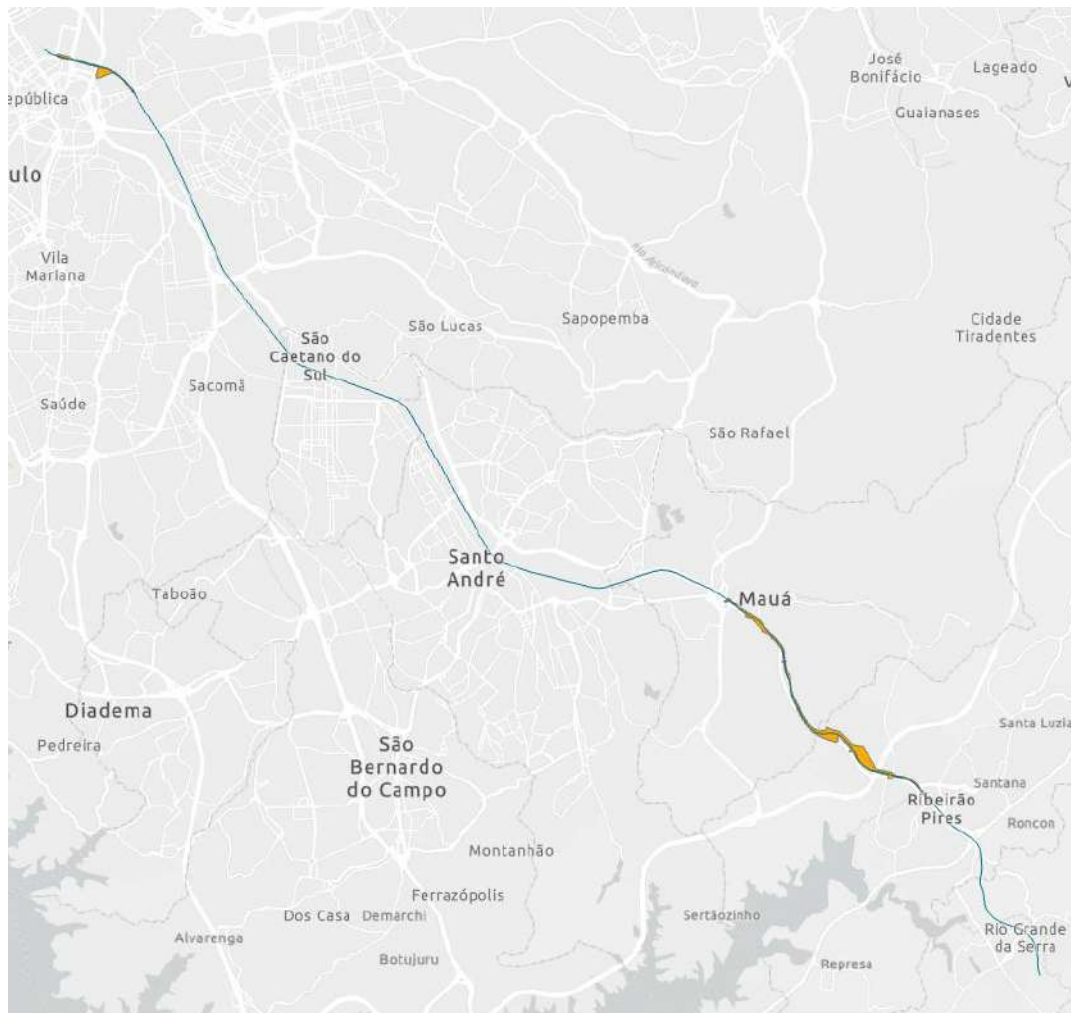 José
Bonifácio
Lageado
Guaianases
epública
ulo
Vila
Mariana
Rio Aricanduva
São Lucas
Sapopemba
Cidade
Tiradentes
São
Caetano do
Sul
Sacomã
Saúde
São Rafael
Santo
André
Taboão
Mauá
Diadema
Pedreira
São
Bernardo
do Campo
Santa Luzia
Santana
Ribeirão
Pires
Roncon
Montanhão
Ferrazópolis
Dos Casa
Demarchi
Sertãozinho
Alvarenga
Rio Grande
da Serra
Botujuru
Represa